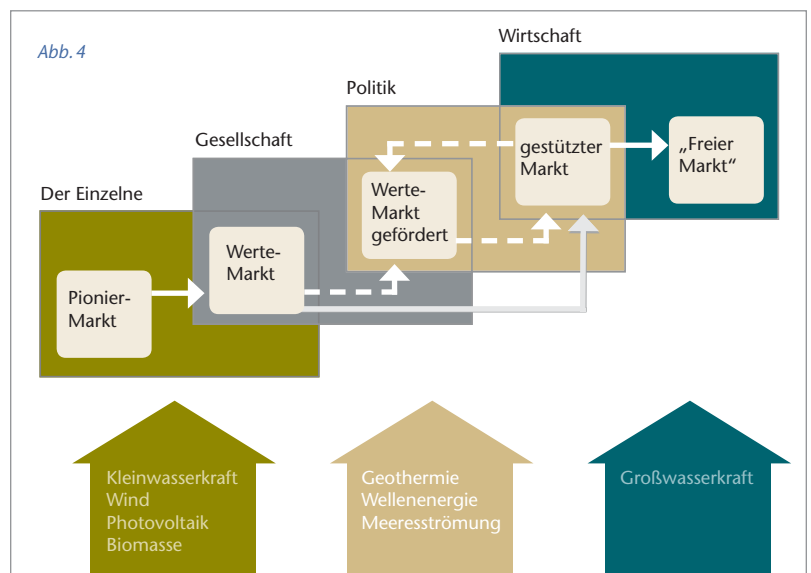 Abb. 4
Wirtschaft
Politik
Gesellschaft
Der Einzelne
Pionier-
Markt
Werte-
Markt
Werte-
Markt
gefördert
gestützter
Markt
„Freier
Markt“
Kleinwasserkraft
Wind
Photovoltaik
Biomasse
Geothermie
Wellenenergie
Meeresströmung
Großwasserkraft